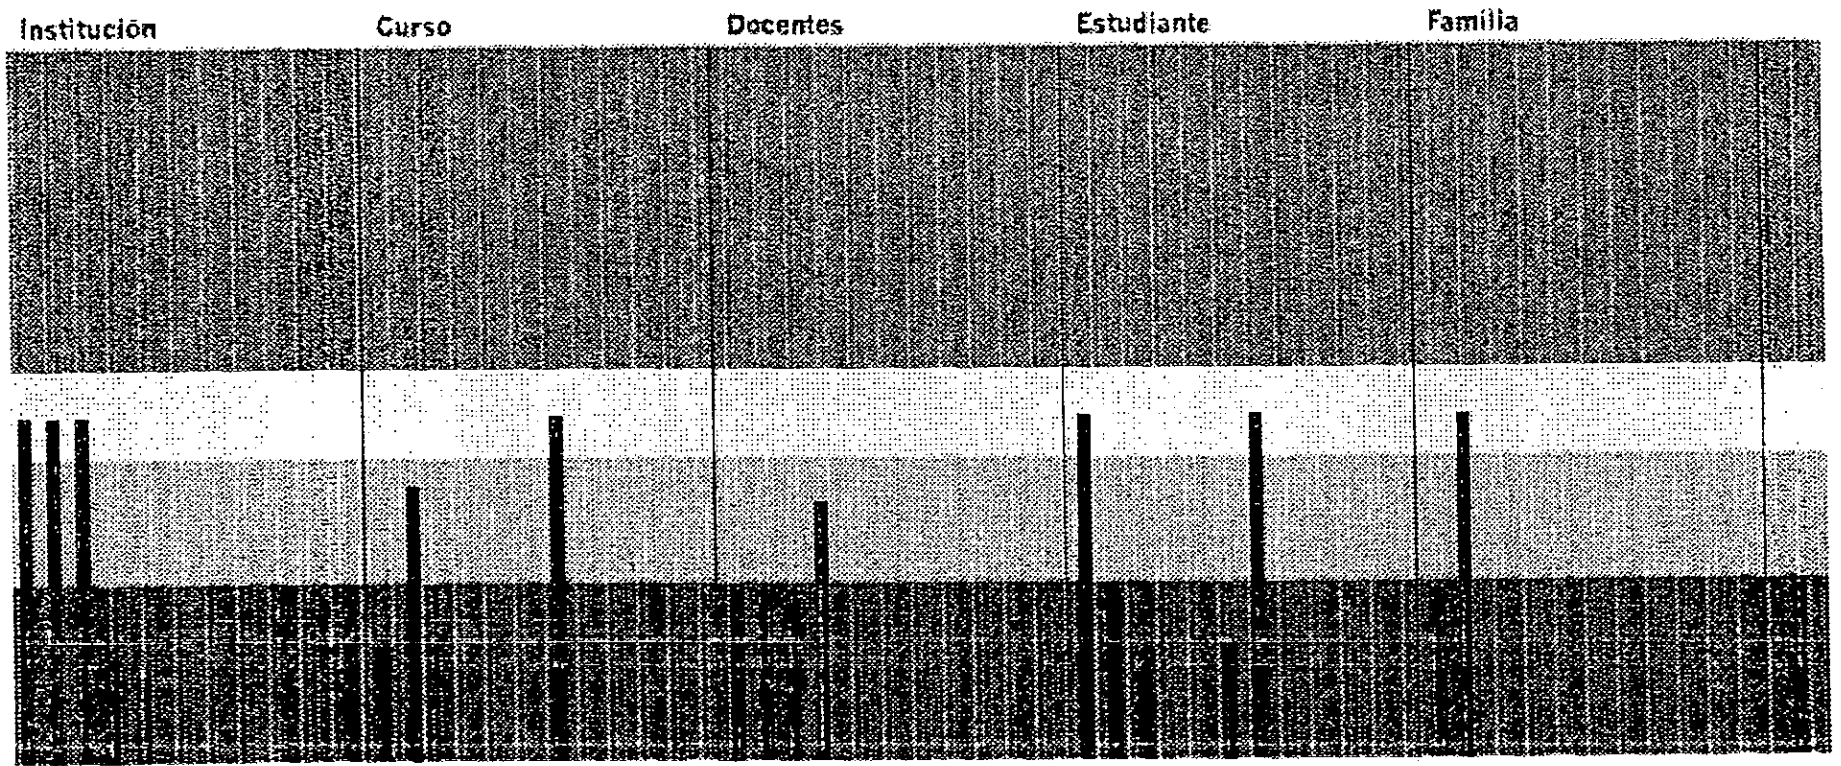 Institución
Curso
Docentes
Estudiante
Familia